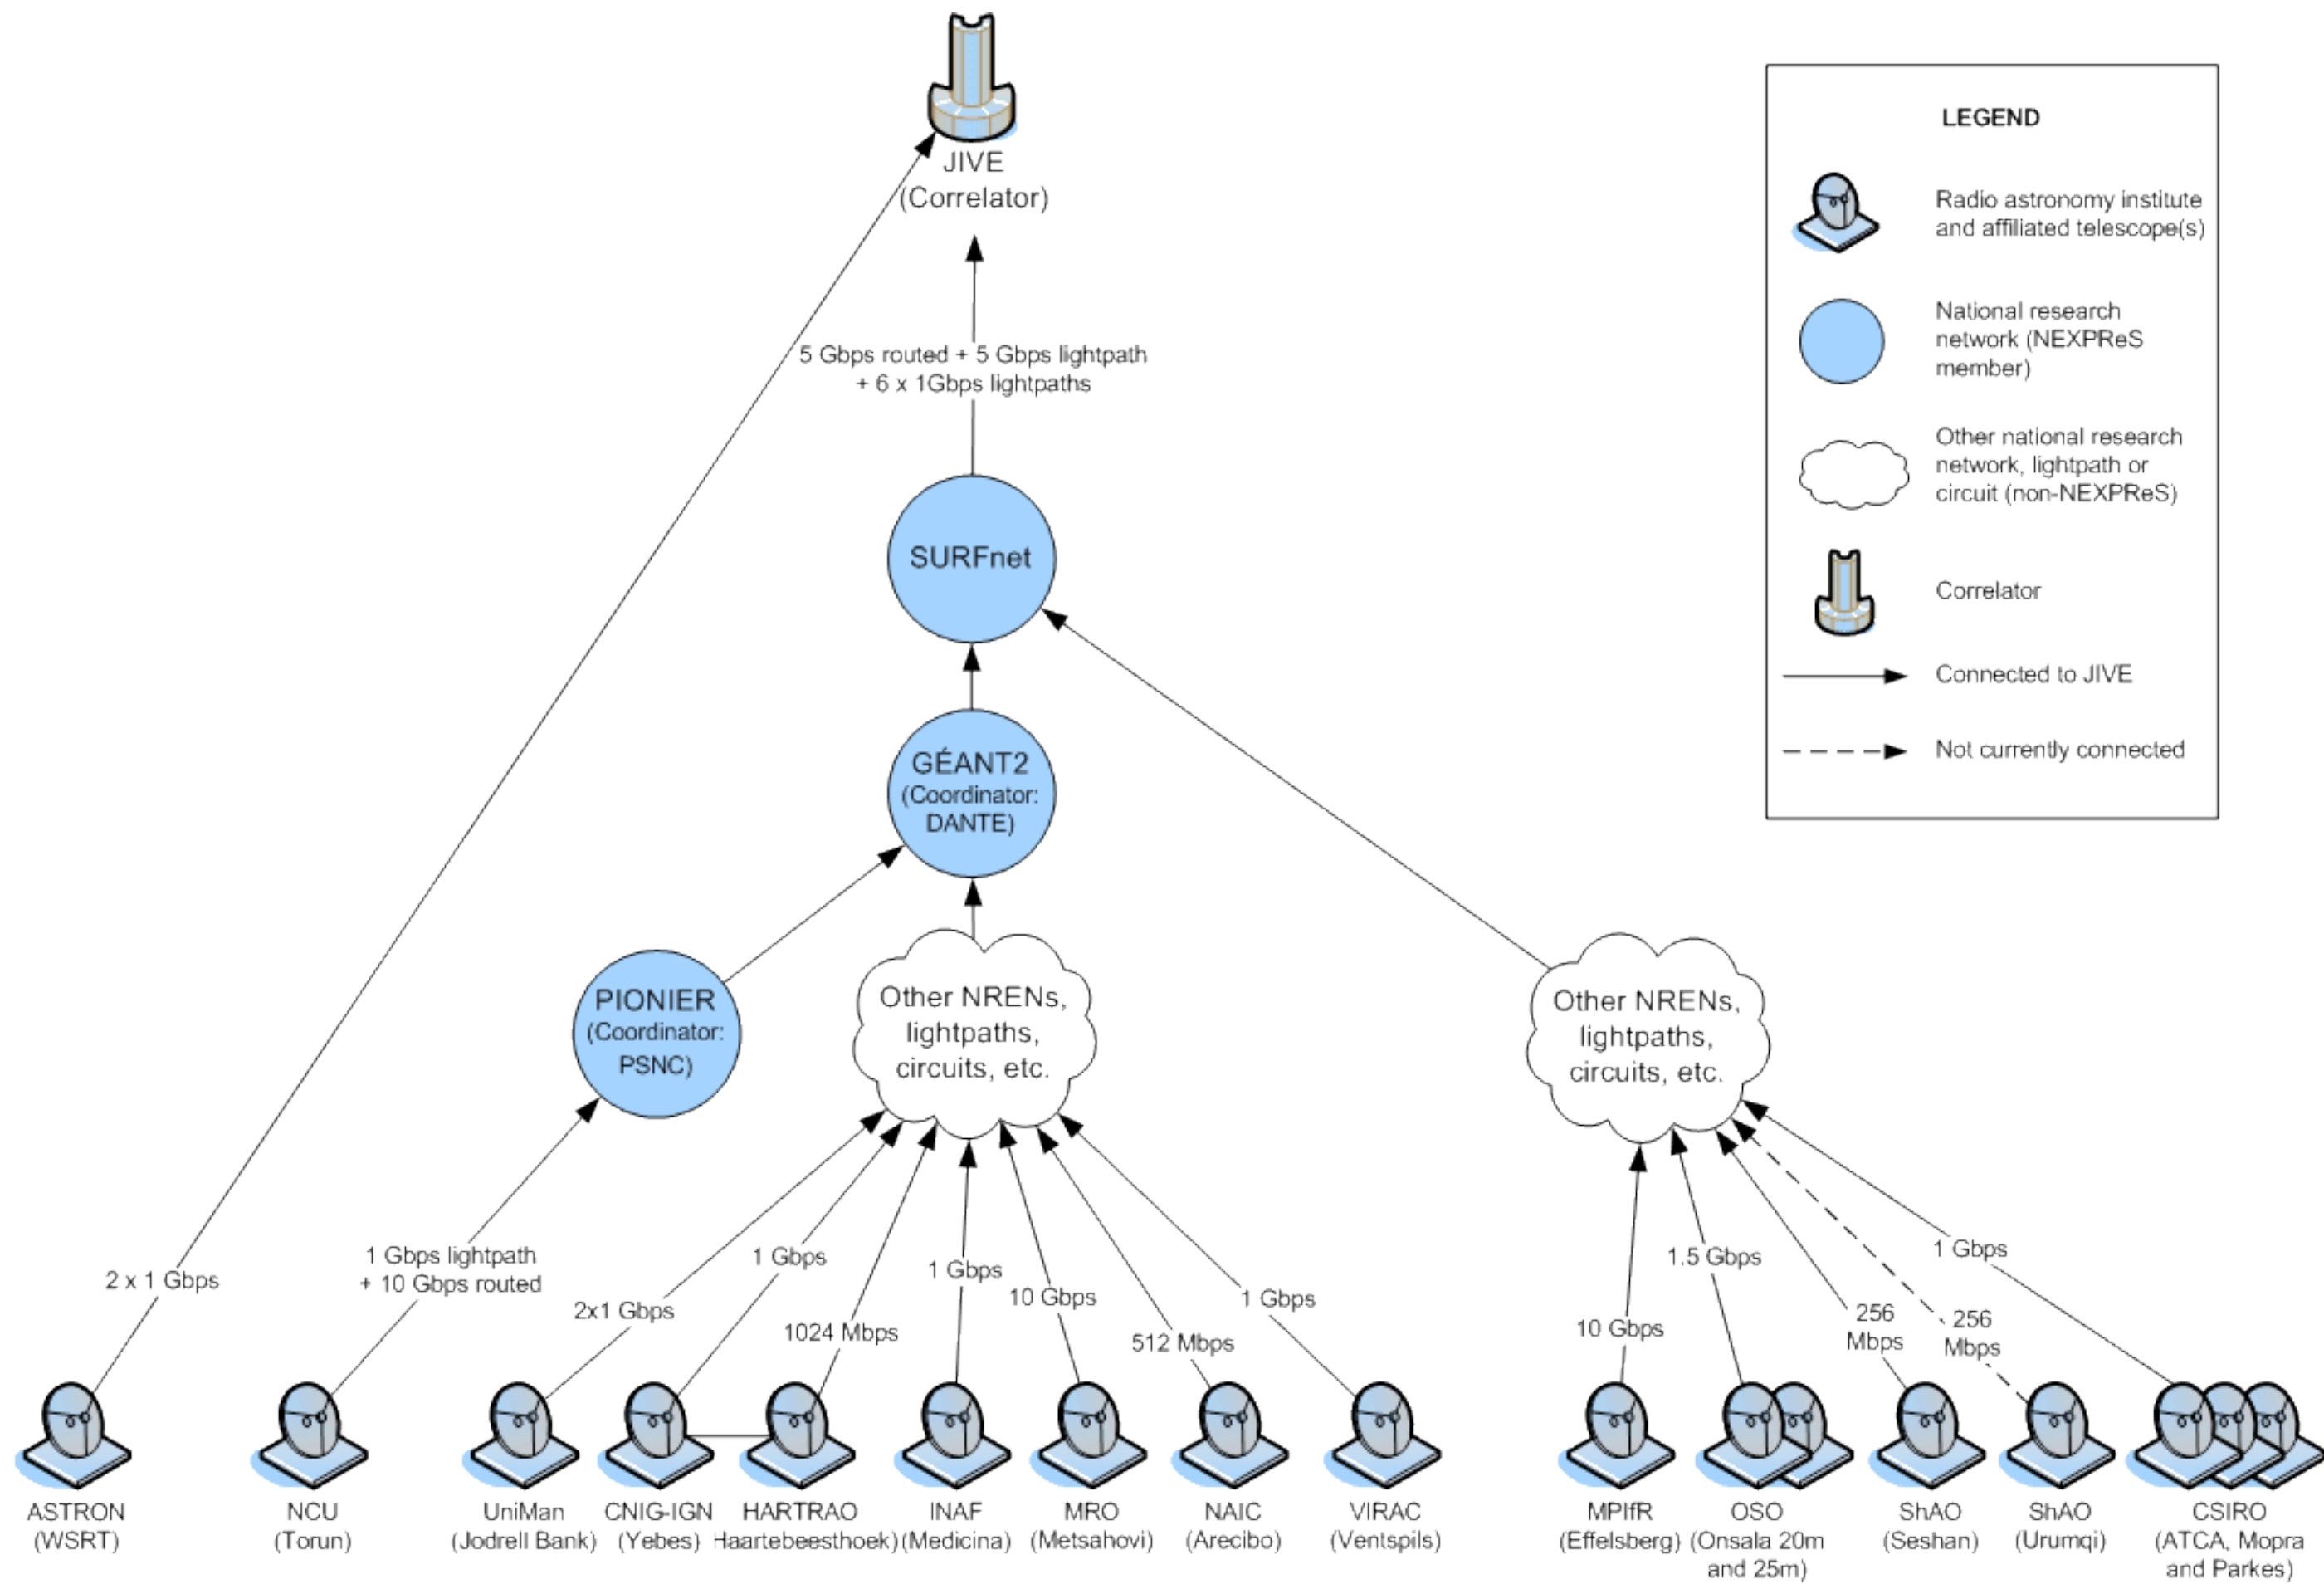 JIVE
(Correlator)
LEGEND
Radio astronomy institute
and affiliated telescope(s)
National research
network (NEXPReS
member)
Other national research
network, lightpath or
circuit (non-NEXPReS)
Correlator
Connected to JIVE
Not currently connected
5 Gbps routed + 5 Gbps lightpath
+ 6 x 1Gbps lightpaths
SURFnet
GÉANT2
(Coordinator:
DANTE)
PIONIER
(Coordinator:
PSNC)
Other NRENs,
lightpaths,
circuits, etc.
Other NRENs,
lightpaths,
circuits, etc.
2 x 1 Gbps
1 Gbps lightpath
+ 10 Gbps routed
2x1 Gbps
1 Gbps
1024 Mbps
1 Gbps
10 Gbps
512 Mbps
1 Gbps
10 Gbps
1.5 Gbps
256
Mbps
256
Mbps
1 Gbps
ASTRON
(WSRT)
NCU
(Torun)
UniMan
(Jodrell Bank)
CNIG-IGN
(Yebes)
HARTRAO
Haartebeesthoek)
INAF
(Medicina)
MRO
(Metsahovi)
NAIC
(Arecibo)
VIRAC
(Ventspils)
MPIfR
(Effelsberg)
OSO
(Onsala 20m
and 25m)
ShAO
(Seshan)
ShAO
(Urumqi)
CSIRO
(ATCA, Mopra
and Parkes)